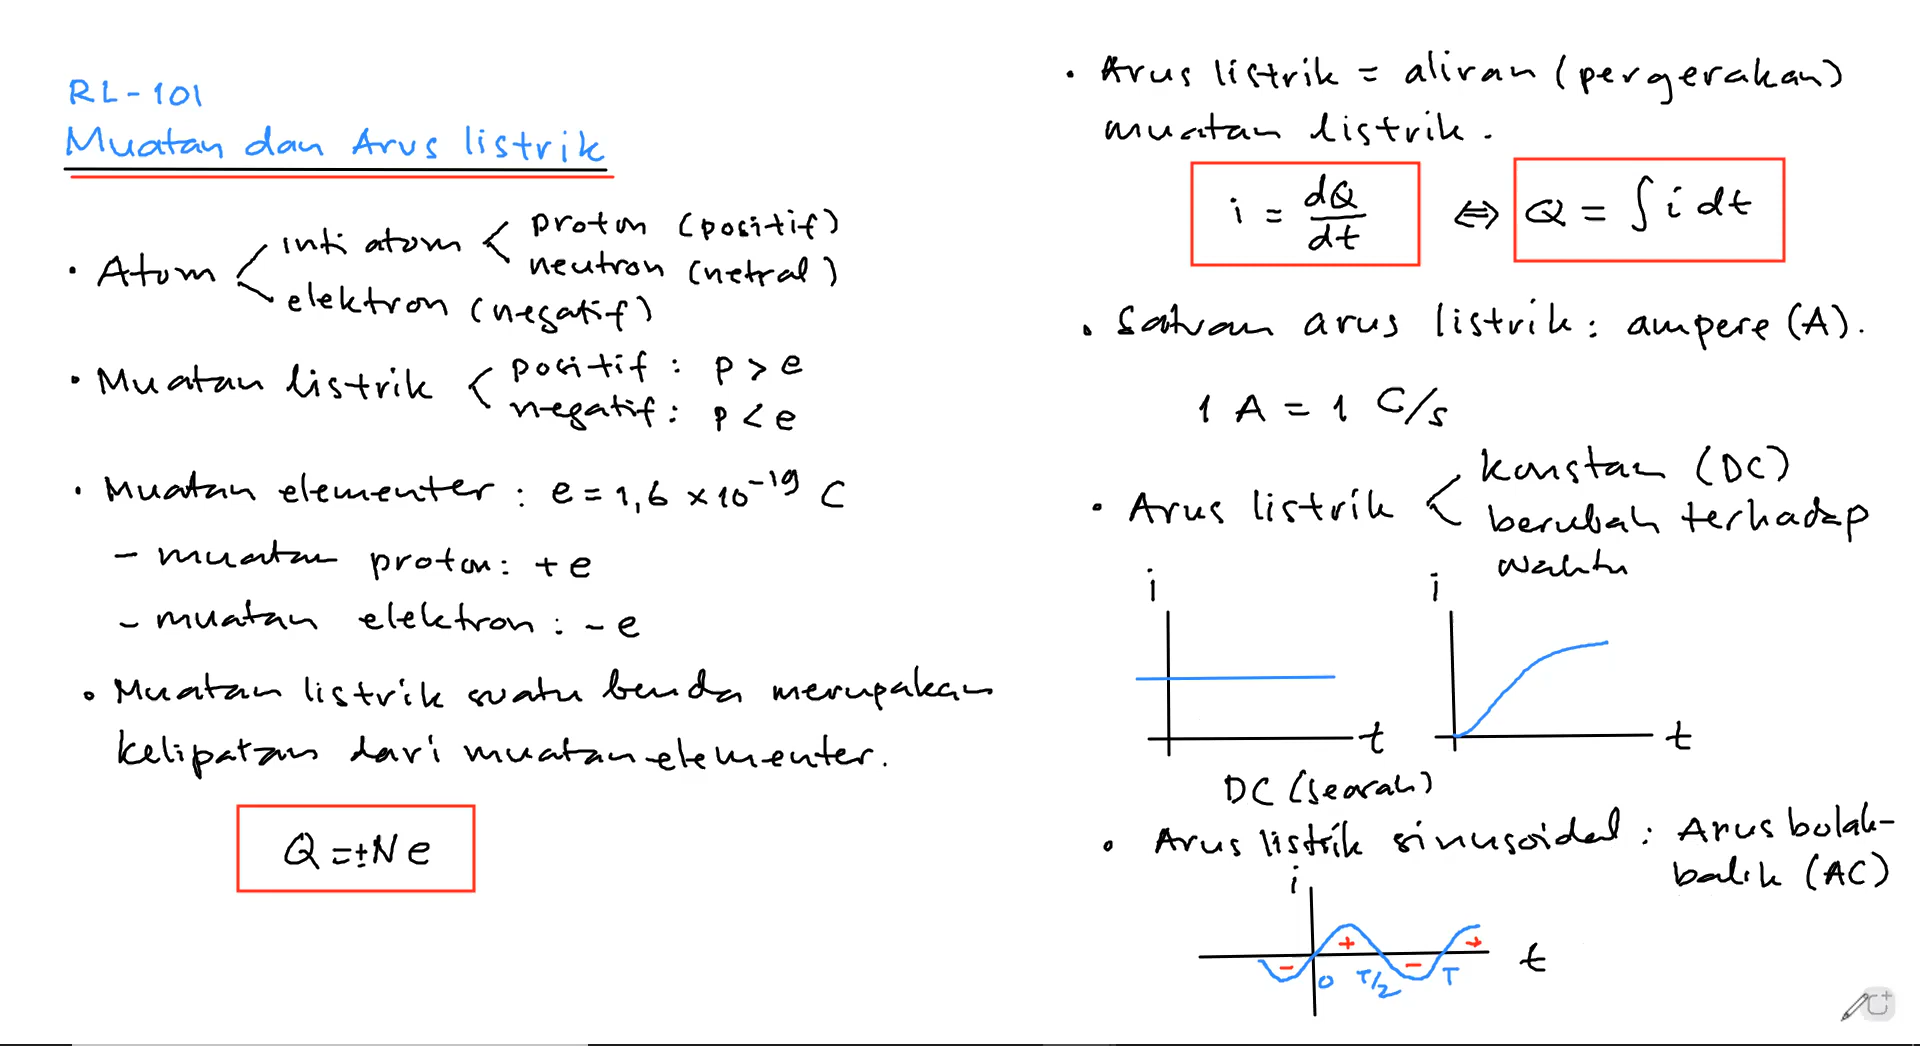 RL-101
Muatan dan Arus listrik
• Atom < inti atom < proton (positif)
neutron (netral)
elektron (negatif)
• Muatan listrik < positif : p > e
negatif : p < e
• Muatan elementer : e = 1,6 × 10⁻¹⁹ C
- muatan proton : + e
- muatan elektron : - e
• Muatan listrik suatu benda merupakan
kelipatan dari muatan elementer.
Q = ± N e
• Arus listrik = aliran (pergerakan)
muatan listrik.
i = dQ/dt ⇔ Q = ∫ i dt
• Satuan arus listrik : ampere (A).
1 A = 1 C/s
• Arus listrik < konstan (DC)
berubah terhadap
waktu
i i
t t
DC (searah)
• Arus listrik sinusoidal : Arus bolak-
balik (AC)
i
+ +
- - t
0 T/2 T